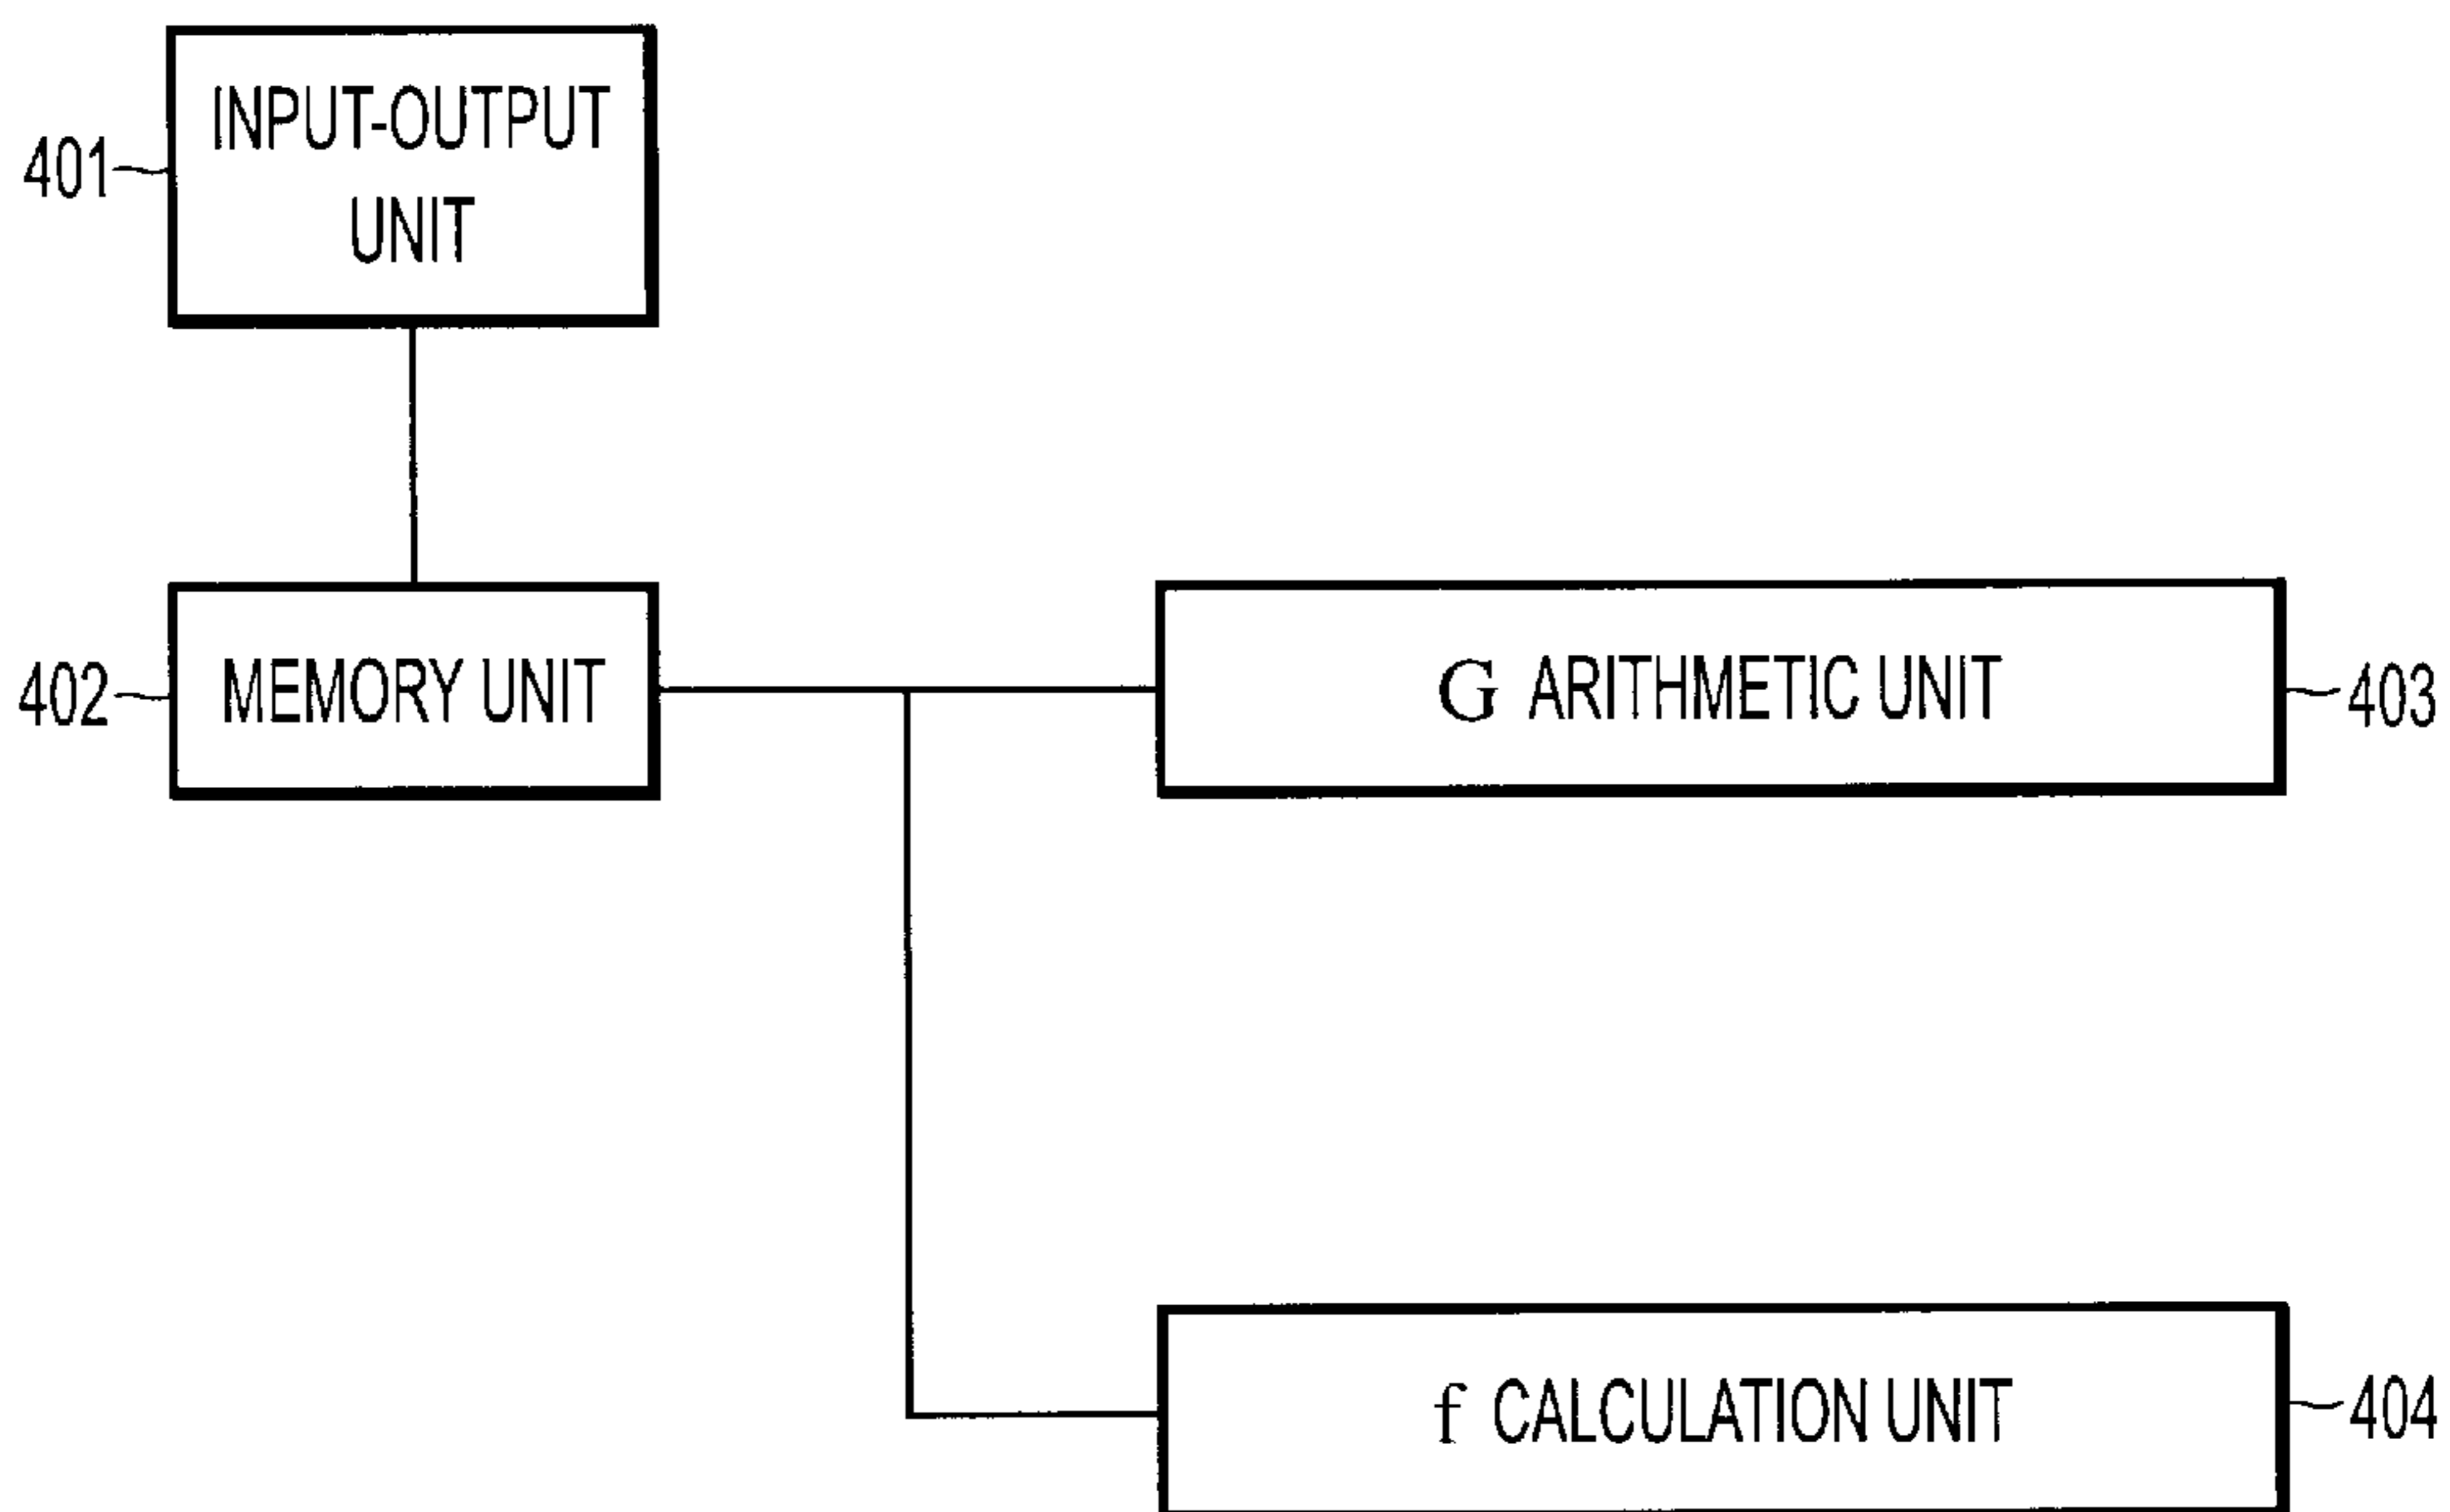 INPUT-OUTPUT
UNIT
401
402
MEMORY UNIT
G ARITHMETIC UNIT
403
f CALCULATION UNIT
404